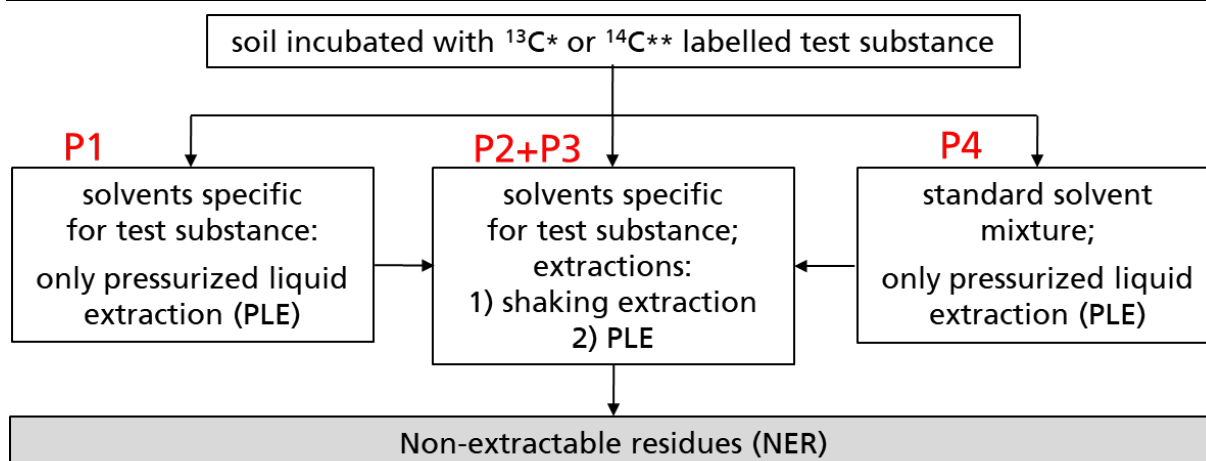 soil incubated with ¹³C* or ¹⁴C** labelled test substance
P1
solvents specific
for test substance:
only pressurized liquid
extraction (PLE)
P2+P3
solvents specific
for test substance;
extractions:
1) shaking extraction
2) PLE
P4
standard solvent
mixture;
only pressurized liquid
extraction (PLE)
Non-extractable residues (NER)